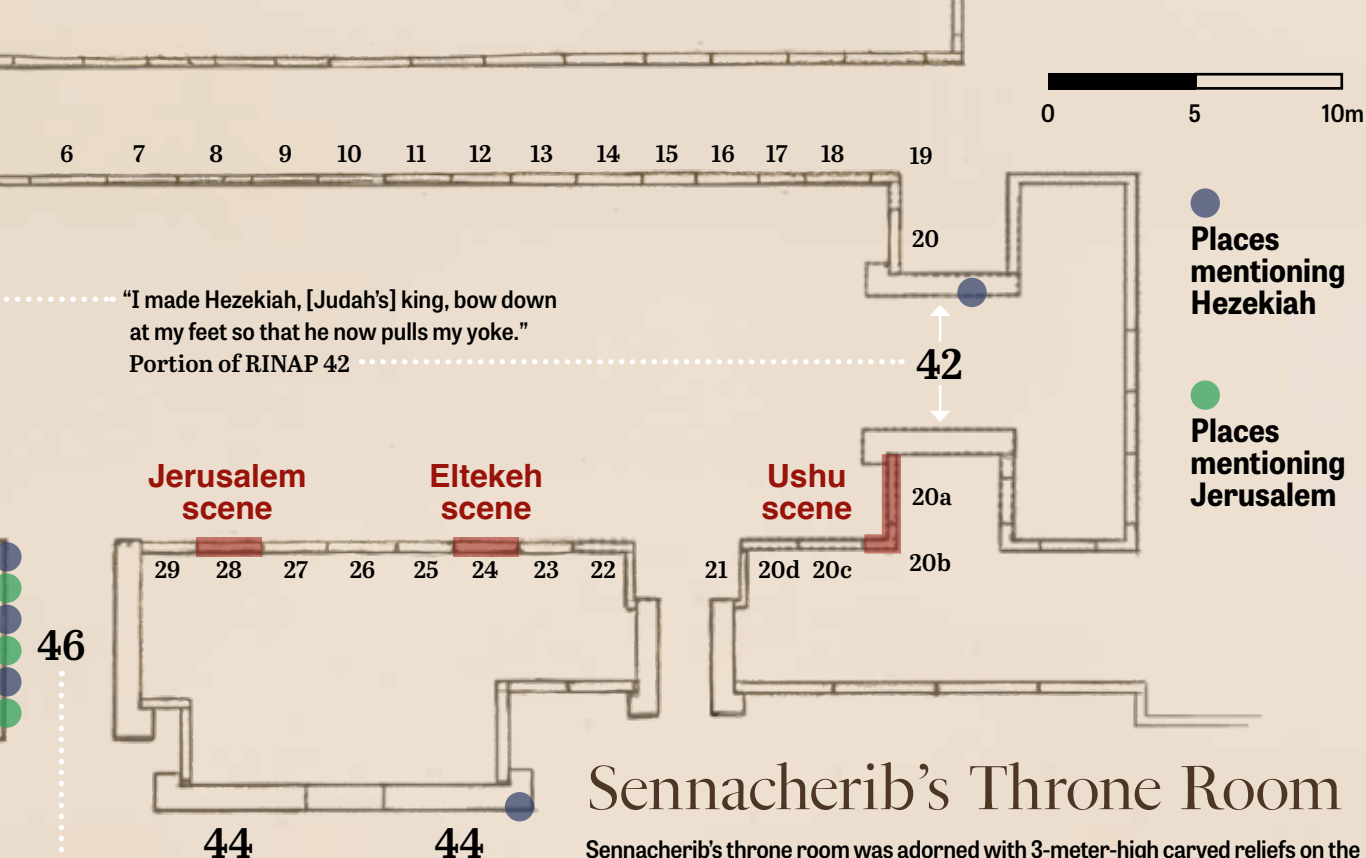 0 5 10m
6 7 8 9 10 11 12 13 14 15 16 17 18 19
20
Places
mentioning
Hezekiah
“I made Hezekiah, [Judah’s] king, bow down
at my feet so that he now pulls my yoke.”
Portion of RINAP 42
42
Places
mentioning
Jerusalem
Jerusalem
scene
Eltekeh
scene
Ushu
scene
20a
20b
29 28 27 26 25 24 23 22 21 20d 20c
46
Sennacherib’s Throne Room
44 44
Sennacherib’s throne room was adorned with 3-meter-high carved reliefs on the